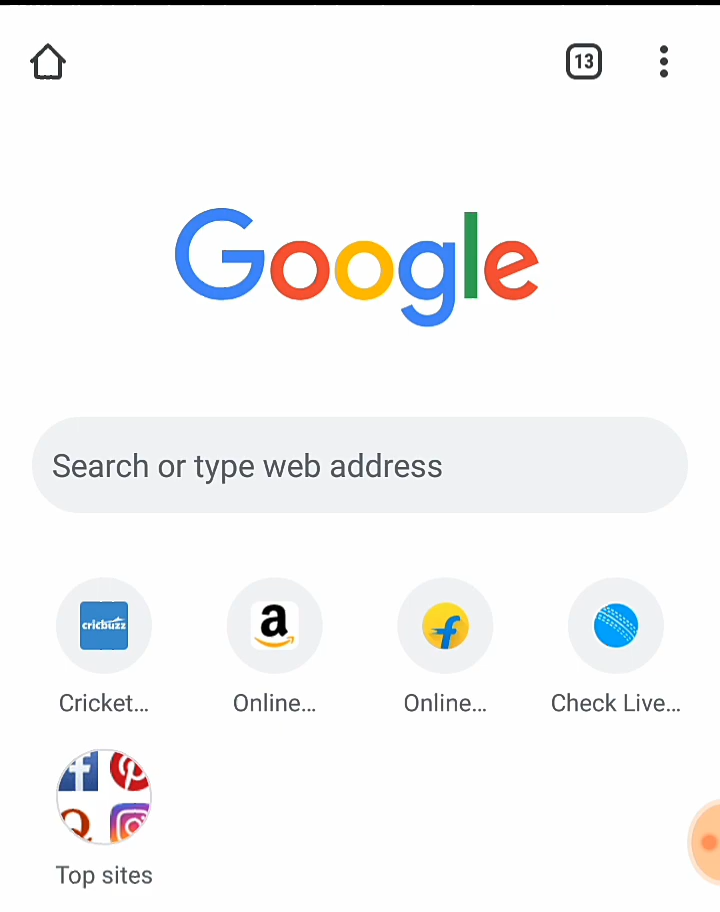 13
Google
Search or type web address
cricbuzz
a
f
Cricket...
Online...
Online...
Check Live...
f
Top sites